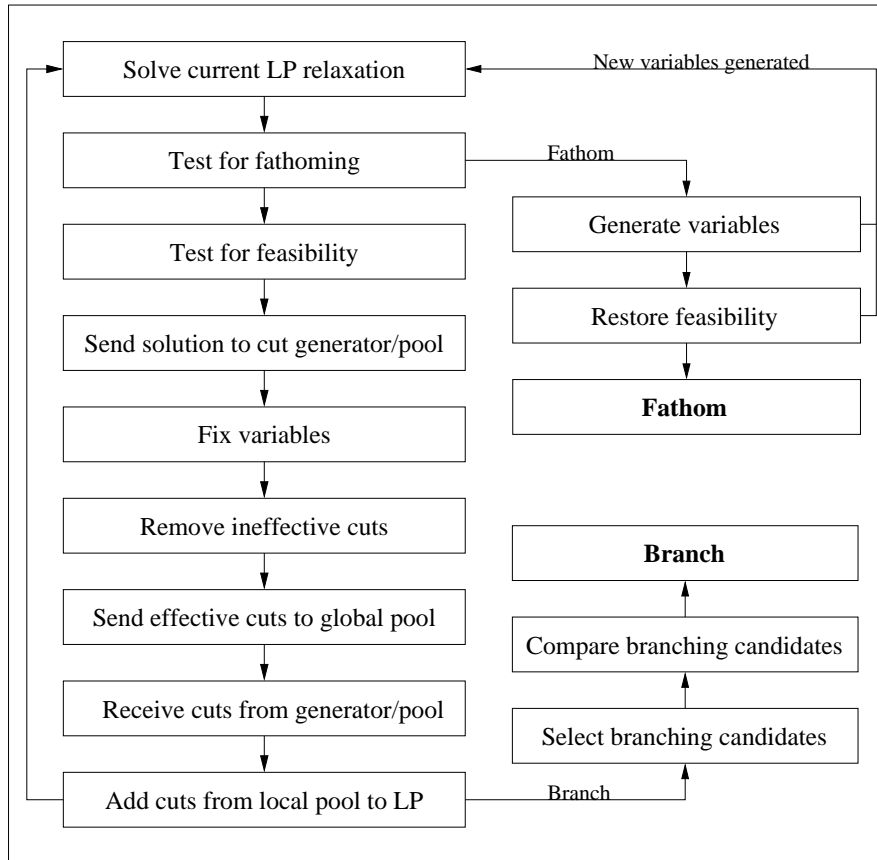 Solve current LP relaxation
New variables generated
Test for fathoming
Fathom
Generate variables
Test for feasibility
Restore feasibility
Send solution to cut generator/pool
Fathom
Fix variables
Remove ineffective cuts
Branch
Send effective cuts to global pool
Compare branching candidates
Receive cuts from generator/pool
Select branching candidates
Add cuts from local pool to LP
Branch